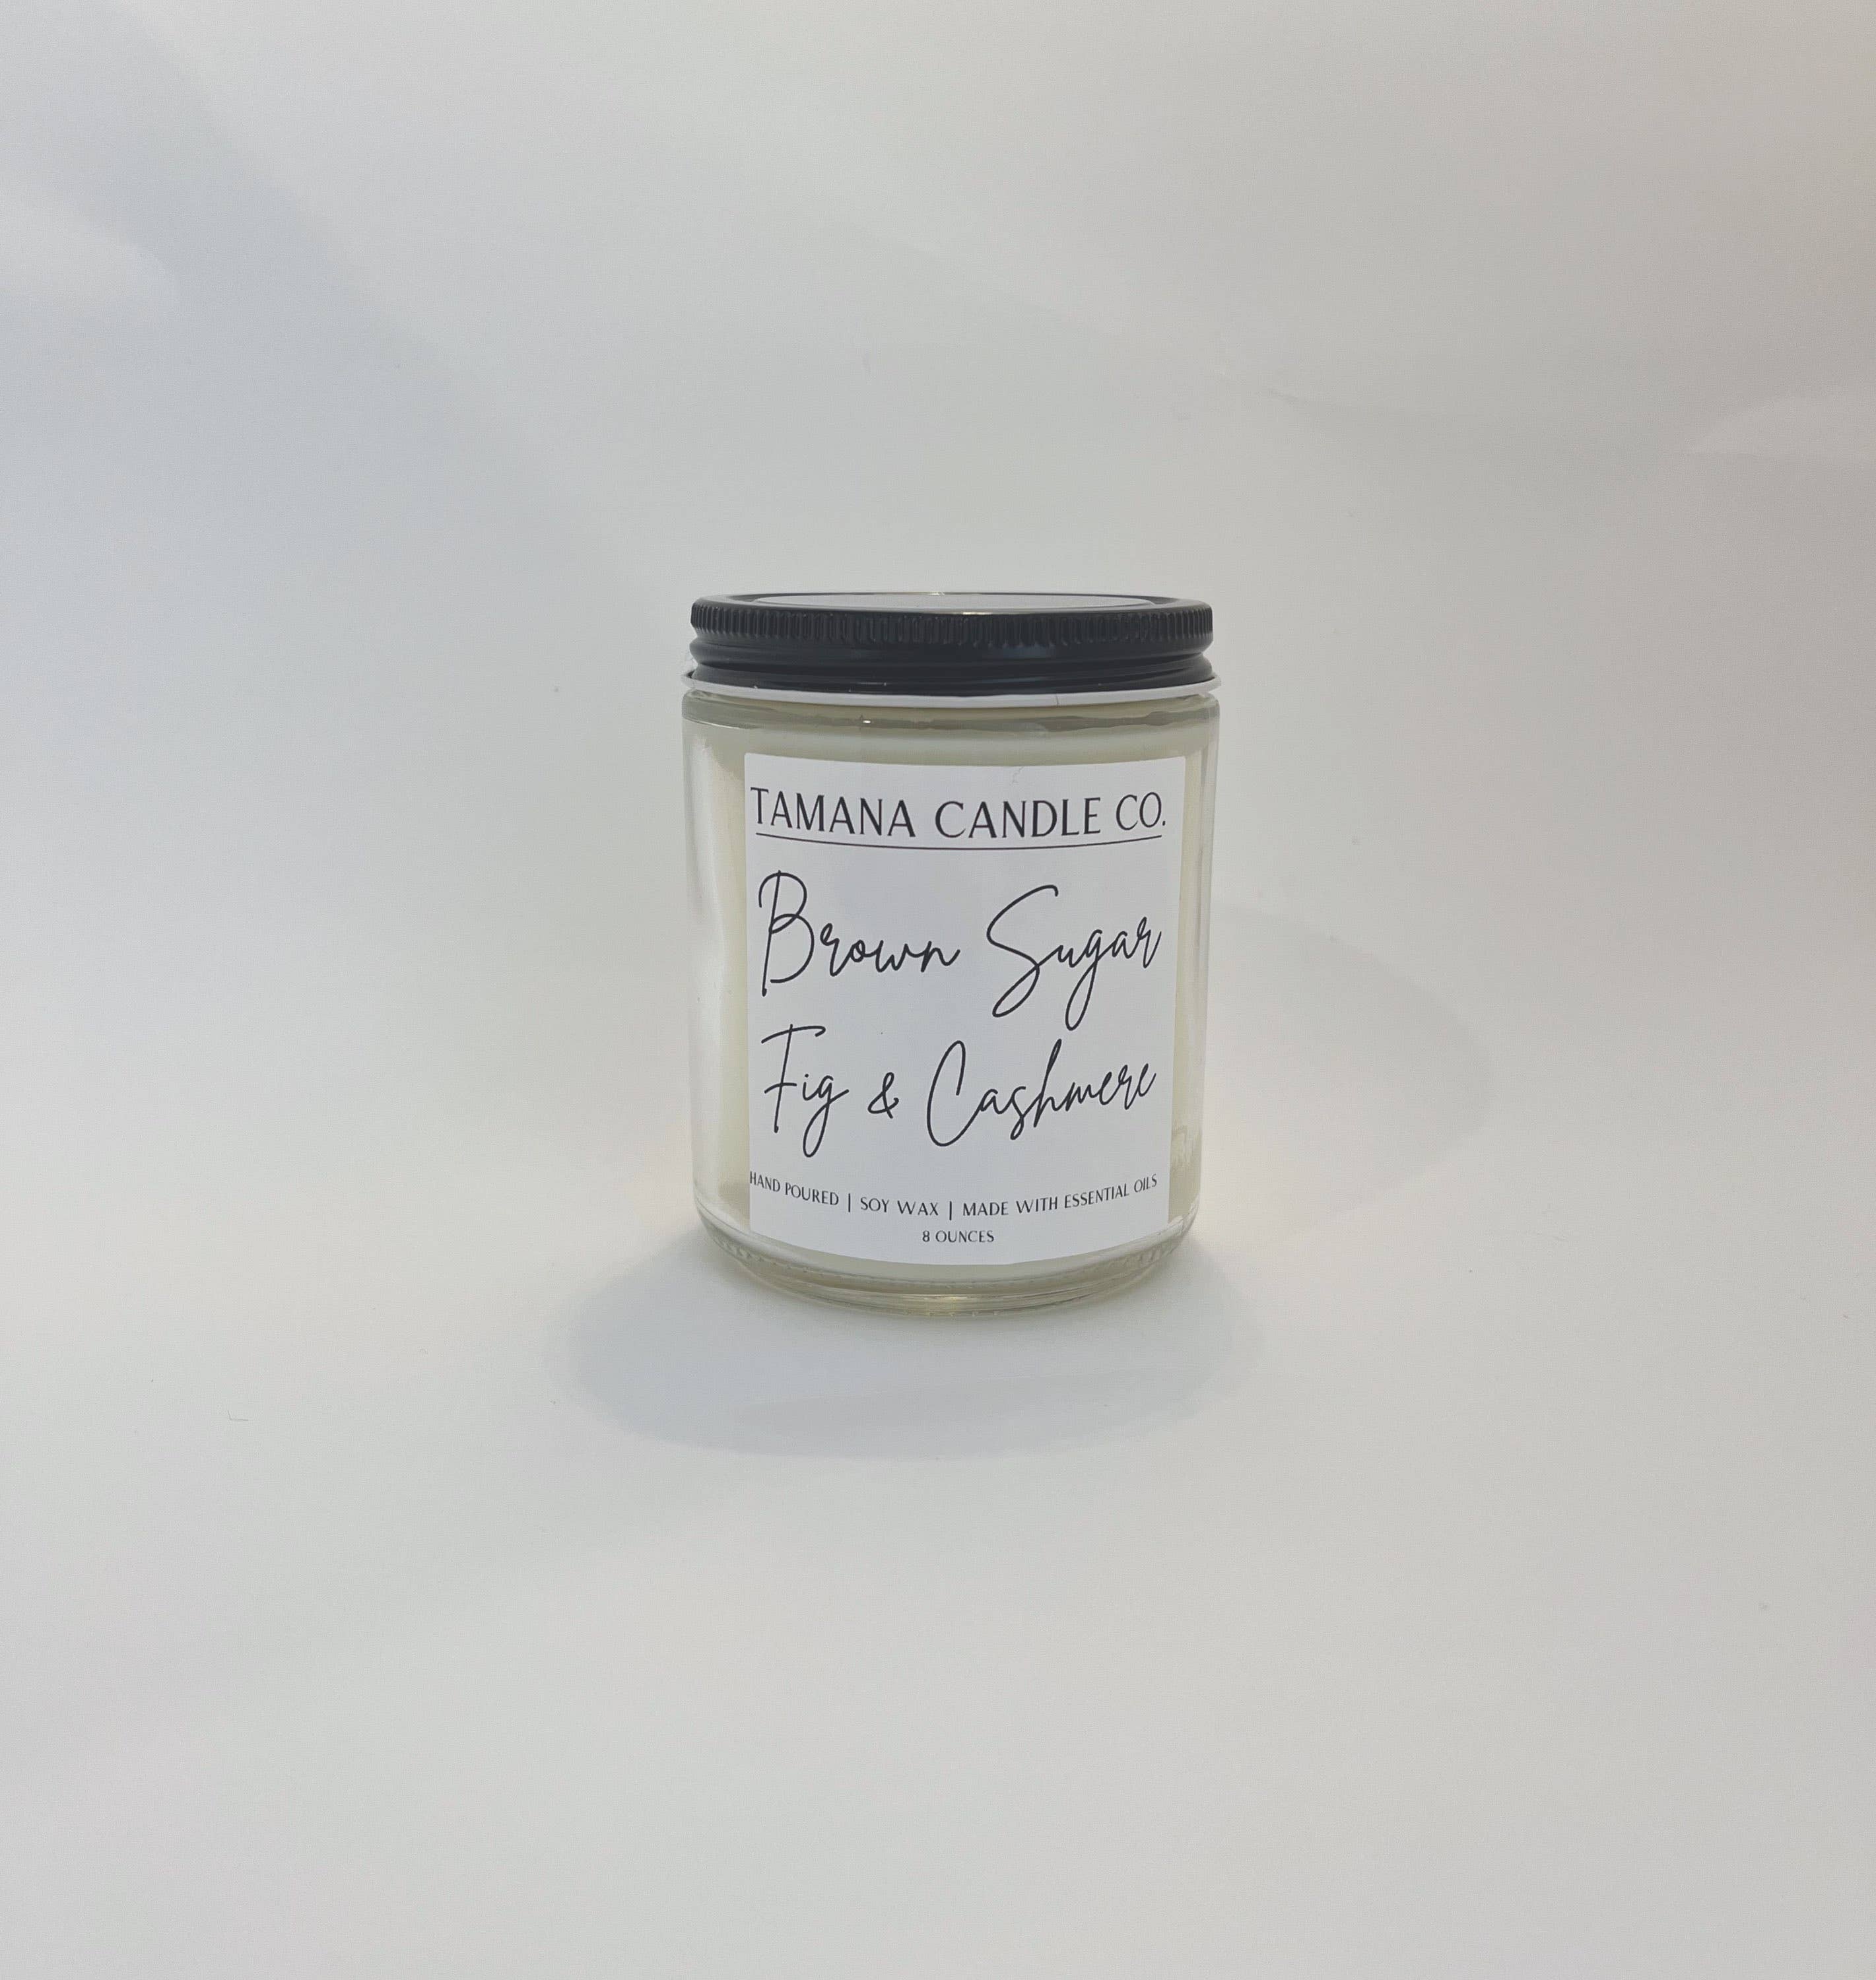 TAMANA CANDLE CO.
Brown Sugar
Fig & Cashmere
HAND POURED | SOY WAX | MADE WITH ESSENTIAL OILS
8 OUNCES